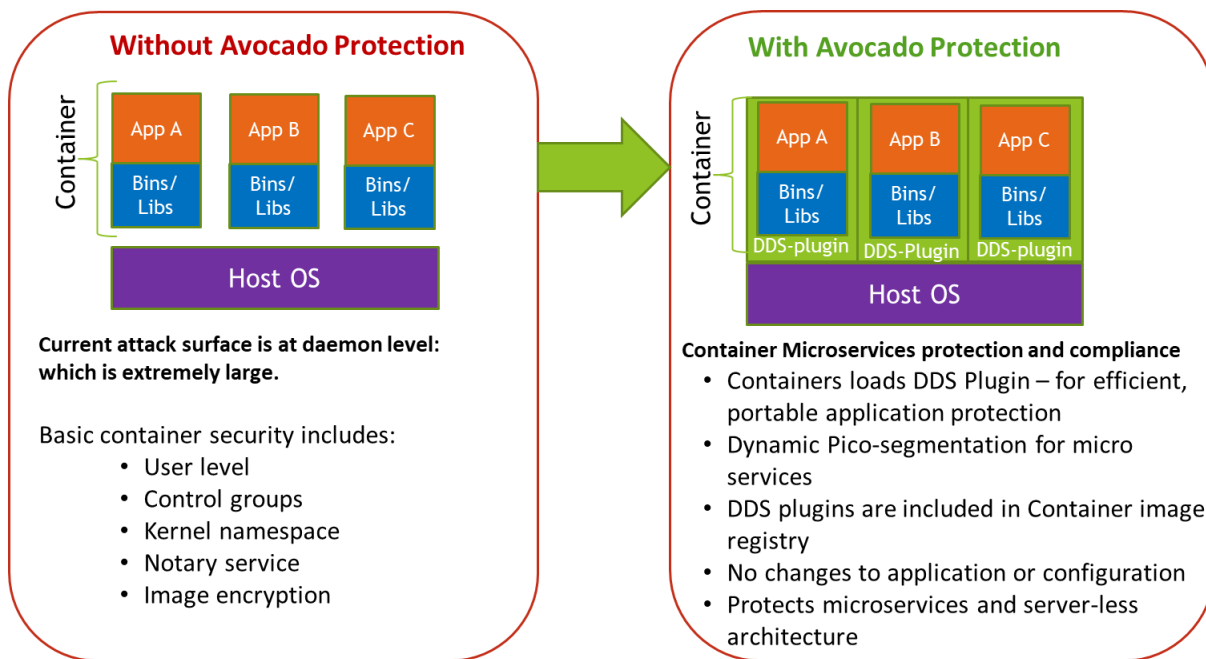 Without Avocado Protection
Container
App A
App B
App C
Bins/
Libs
Bins/
Libs
Bins/
Libs
Host OS
Current attack surface is at daemon level:
which is extremely large.
Basic container security includes:
• User level
• Control groups
• Kernel namespace
• Notary service
• Image encryption
With Avocado Protection
Container
App A
App B
App C
Bins/
Libs
Bins/
Libs
Bins/
Libs
DDS-plugin
DDS-Plugin
DDS-plugin
Host OS
Container Microservices protection and compliance
• Containers loads DDS Plugin – for efficient,
portable application protection
• Dynamic Pico-segmentation for micro
services
• DDS plugins are included in Container image
registry
• No changes to application or configuration
• Protects microservices and server-less
architecture